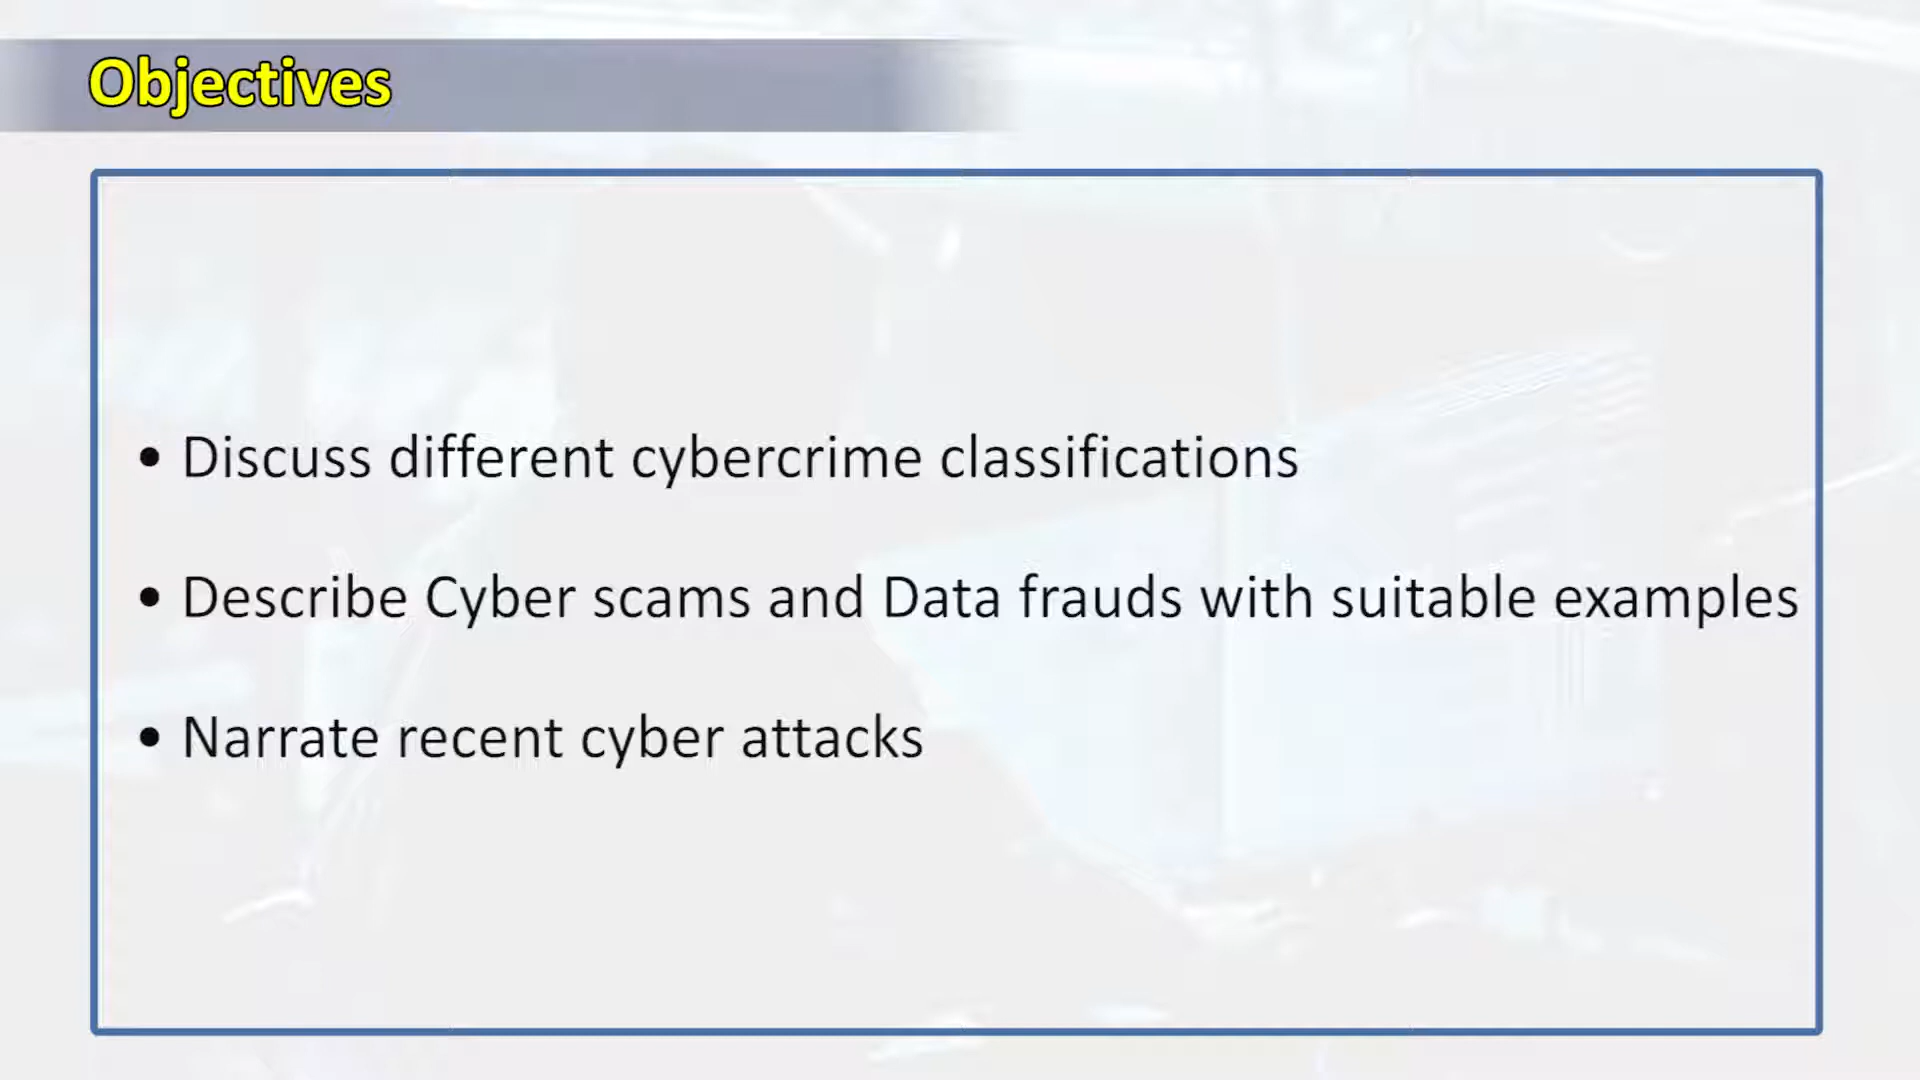 Objectives
• Discuss different cybercrime classifications
• Describe Cyber scams and Data frauds with suitable examples
• Narrate recent cyber attacks